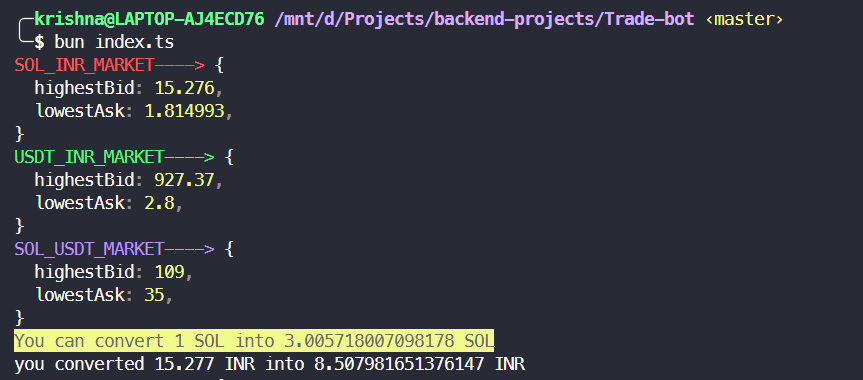 krishna@LAPTOP-AJ4ECD76 /mnt/d/Projects/backend-projects/Trade-bot ‹master›
$ bun index.ts
SOL_INR_MARKET----> {
  highestBid: 15.276,
  lowestAsk: 1.814993,
}
USDT_INR_MARKET----> {
  highestBid: 927.37,
  lowestAsk: 2.8,
}
SOL_USDT_MARKET----> {
  highestBid: 109,
  lowestAsk: 35,
}
You can convert 1 SOL into 3.005718007098178 SOL
you converted 15.277 INR into 8.507981651376147 INR